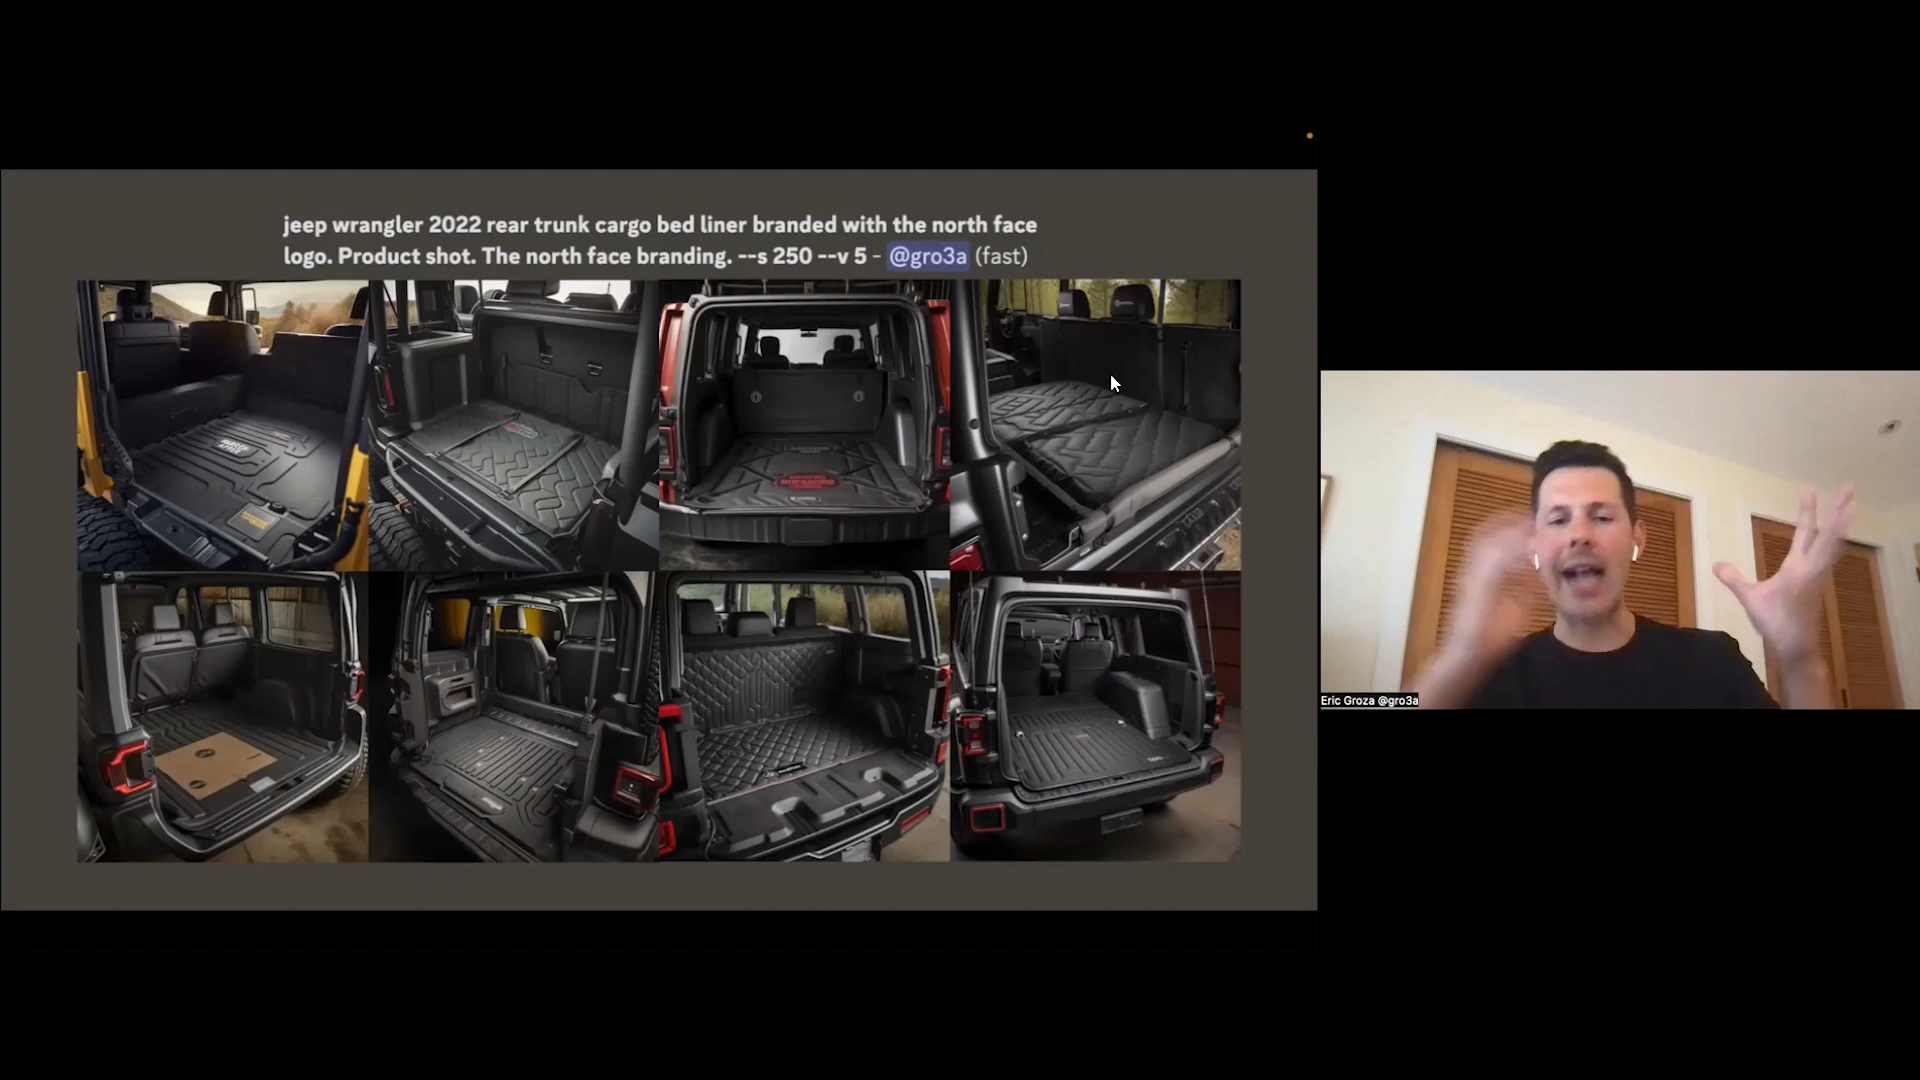 jeep wrangler 2022 rear trunk cargo bed liner branded with the north face
logo. Product shot. The north face branding. --s 250 --v 5 - @gro3a (fast)
Eric Groza @gro3a